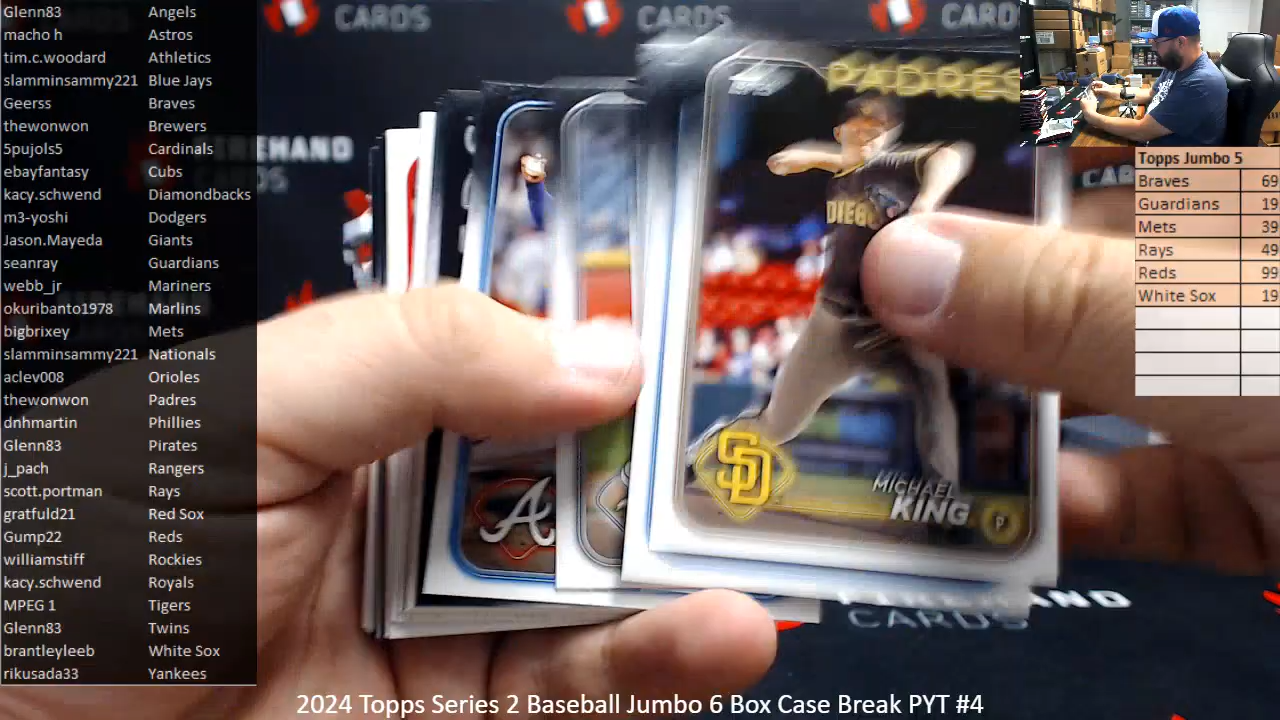 Glenn83 Angels
macho h Astros
tim.c.woodard Athletics
slamminsammy221 Blue Jays
Geerss Braves
thewonwon Brewers
5pujols5 Cardinals
ebayfantasy Cubs
kacy.schwend Diamondbacks
m3-yoshi Dodgers
Jason.Mayeda Giants
seanray Guardians
webb_jr Mariners
okuribanto1978 Marlins
bigbrixey Mets
slamminsammy221 Nationals
aclev008 Orioles
thewonwon Padres
dnhmartin Phillies
Glenn83 Pirates
j_pach Rangers
scott.portman Rays
gratfuld21 Red Sox
Gump22 Reds
williamstiff Rockies
kacy.schwend Royals
MPEG 1 Tigers
Glenn83 Twins
brantleyleeb White Sox
rikusada33 Yankees
CARDS
CARDS
CARD
PADRES
DIEG
SD
MICHAEL
KING
P
A
CARDS
Topps Jumbo 5
Braves 69
Guardians 19
Mets 39
Rays 49
Reds 99
White Sox 19
2024 Topps Series 2 Baseball Jumbo 6 Box Case Break PYT #4